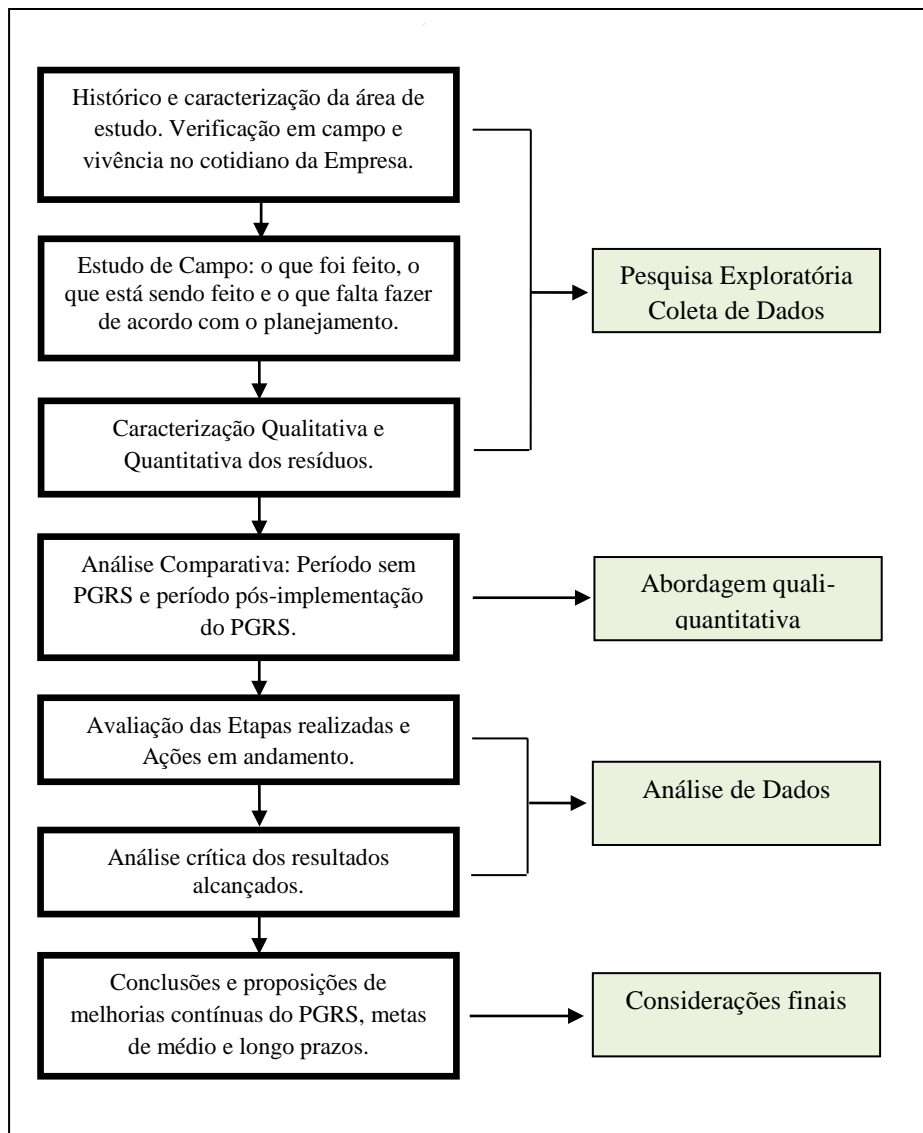 Histórico e caracterização da área de
estudo. Verificação em campo e
vivência no cotidiano da Empresa.
Estudo de Campo: o que foi feito, o
que está sendo feito e o que falta fazer
de acordo com o planejamento.
Pesquisa Exploratória
Coleta de Dados
Caracterização Qualitativa e
Quantitativa dos resíduos.
Análise Comparativa: Período sem
PGRS e período pós-implementação
do PGRS.
Abordagem quali-
quantitativa
Avaliação das Etapas realizadas e
Ações em andamento.
Análise de Dados
Análise crítica dos resultados
alcançados.
Conclusões e proposições de
melhorias contínuas do PGRS, metas
de médio e longo prazos.
Considerações finais